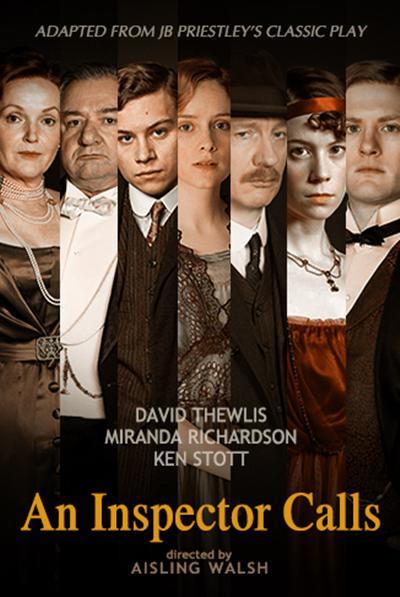 ADAPTED FROM JB PRIESTLEY'S CLASSIC PLAY
DAVID THEWLIS
MIRANDA RICHARDSON
KEN STOTT
An Inspector Calls
directed by
AISLING WALSH